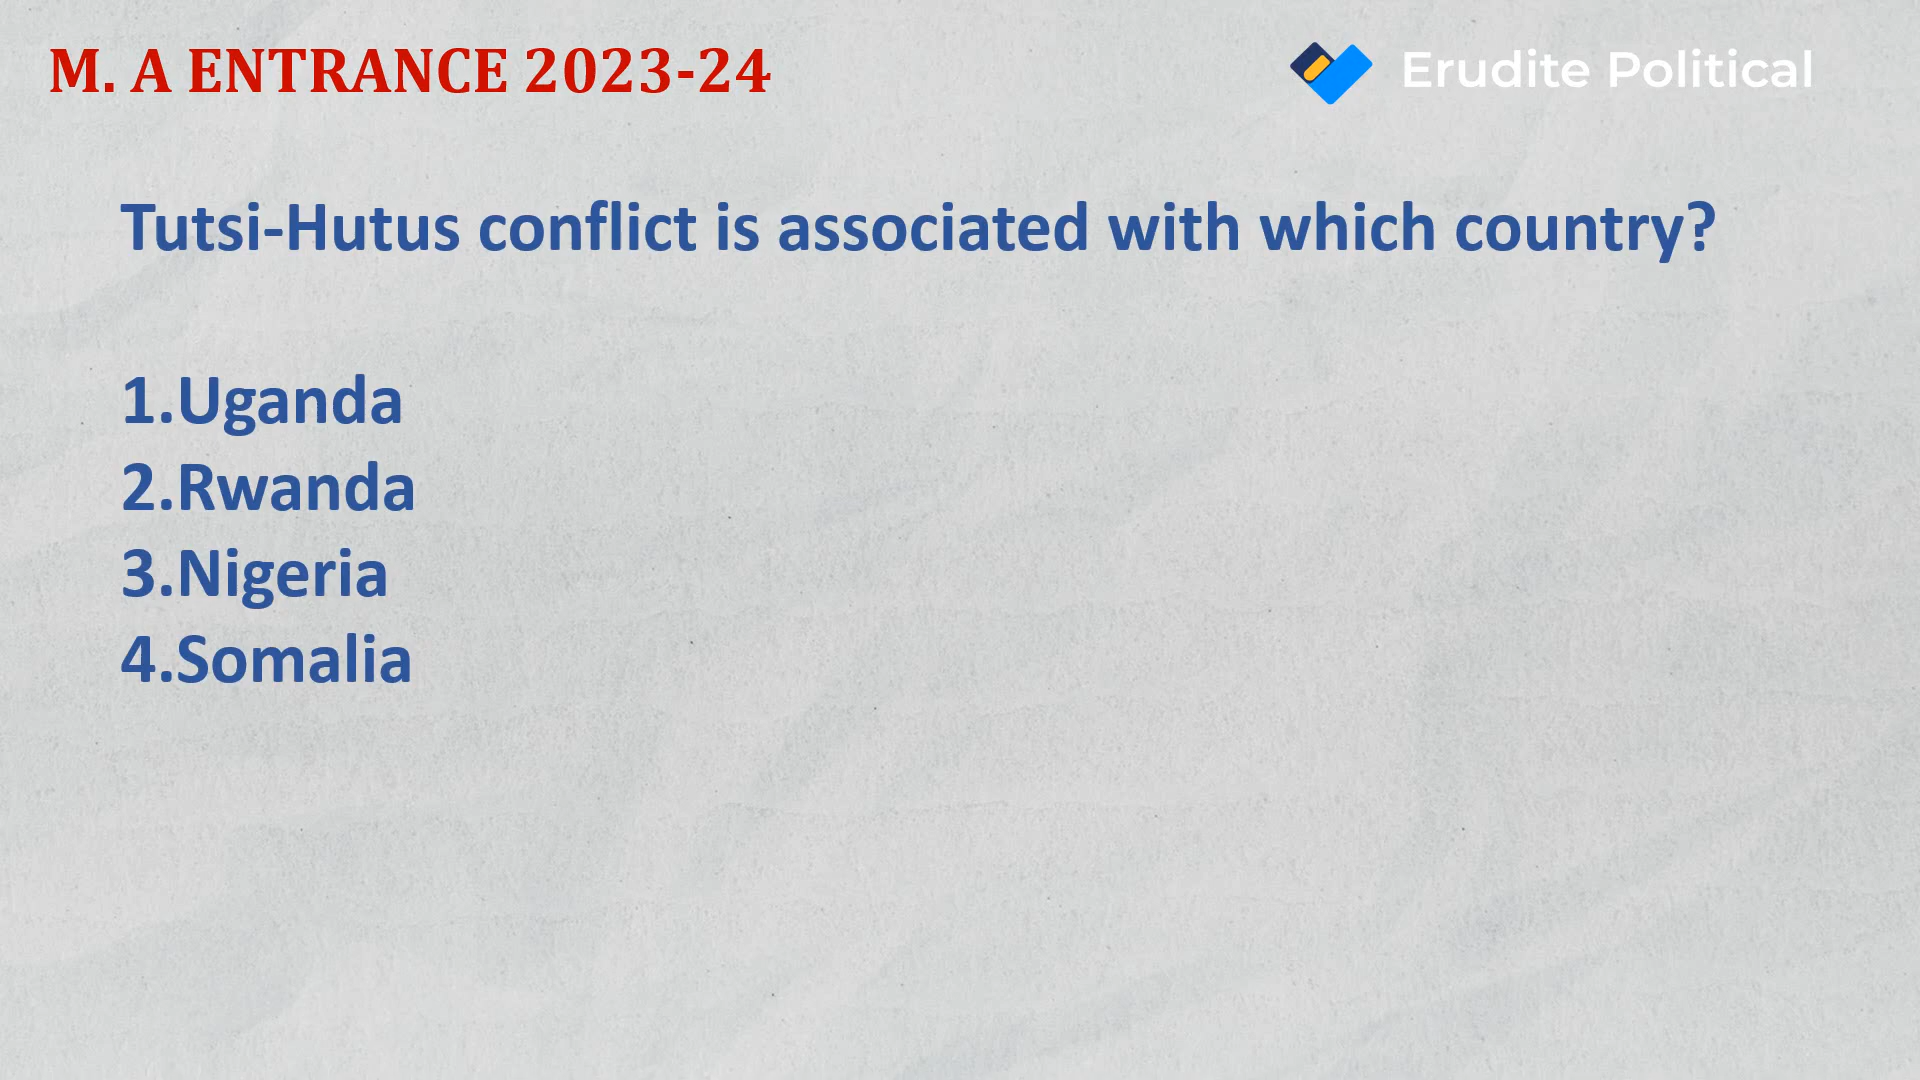 M. A ENTRANCE 2023-24
Erudite Political
Tutsi-Hutus conflict is associated with which country?
1.Uganda
2.Rwanda
3.Nigeria
4.Somalia